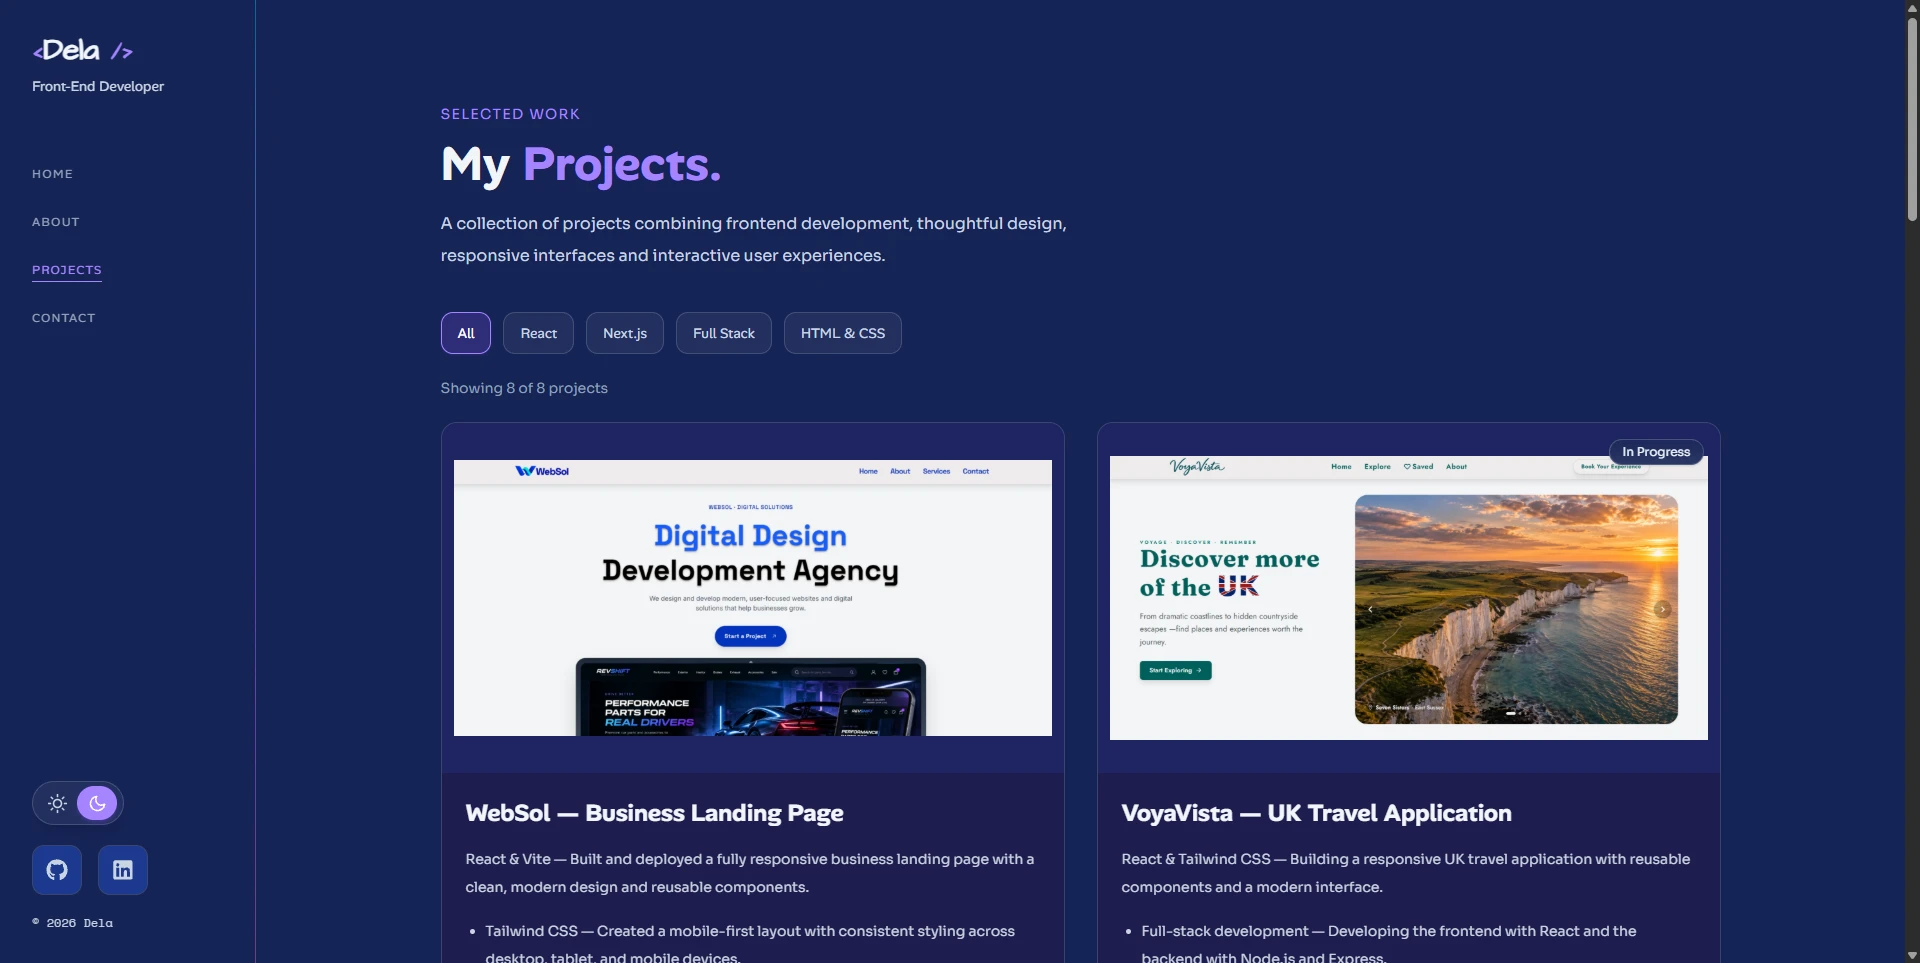 <Dela />
Front-End Developer
HOME
ABOUT
PROJECTS
CONTACT
© 2026 Dela
SELECTED WORK
My Projects.
A collection of projects combining frontend development, thoughtful design,
responsive interfaces and interactive user experiences.
All
React
Next.js
Full Stack
HTML & CSS
Showing 8 of 8 projects
WebSol
Home About Services Contact
WEBSOL · DIGITAL SOLUTIONS
Digital Design
Development Agency
We design and develop modern, user-focused websites and digital
solutions that help businesses grow.
Start a Project
REVSHIFT
PERFORMANCE
PARTS FOR
REAL DRIVERS
REVSHIFT
PERFORMANCE
WebSol — Business Landing Page
React & Vite — Built and deployed a fully responsive business landing page with a
clean, modern design and reusable components.
• Tailwind CSS — Created a mobile-first layout with consistent styling across
desktop, tablet, and mobile devices.
In Progress
VoyaVista
Home Explore Saved About
Book Your Experience
VOYAGE · DISCOVER · REMEMBER
Discover more
of the UK
From dramatic coastlines to hidden countryside
escapes —find places and experiences worth the
journey.
Start Exploring →
Seven Sisters · East Sussex
VoyaVista — UK Travel Application
React & Tailwind CSS — Building a responsive UK travel application with reusable
components and a modern interface.
• Full-stack development — Developing the frontend with React and the
backend with Node.js and Express.